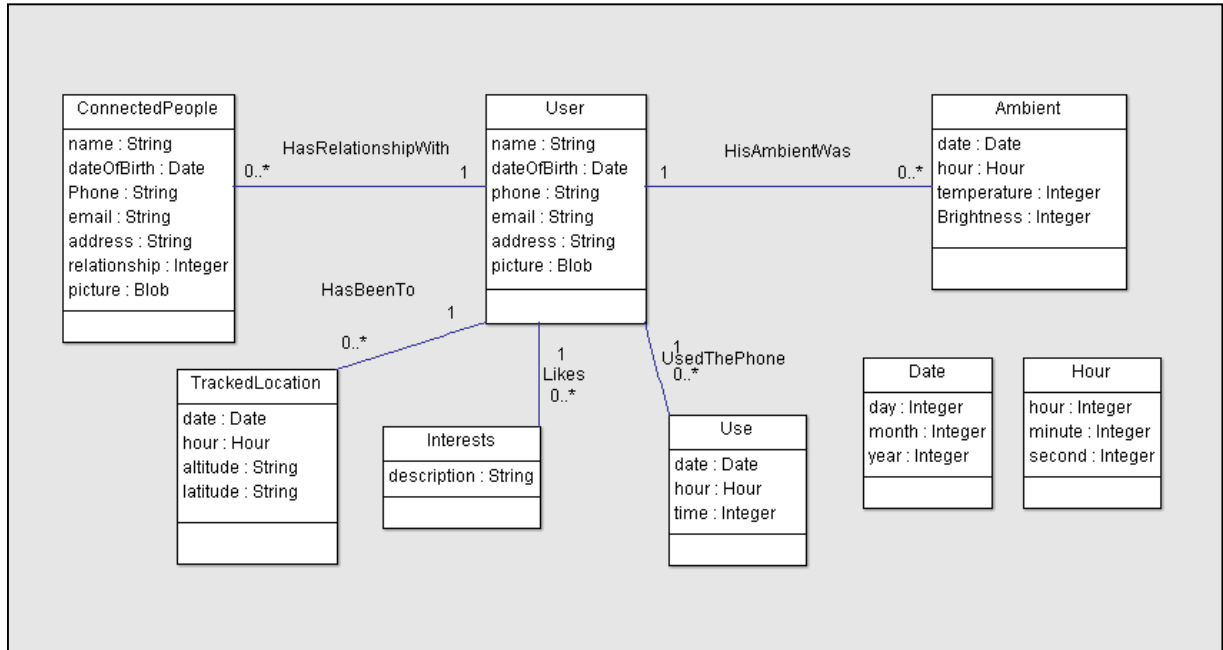 ConnectedPeople
name : String
dateOfBirth : Date
Phone : String
email : String
address : String
relationship : Integer
picture : Blob
HasRelationshipWith
0..*
1
User
name : String
dateOfBirth : Date
phone : String
email : String
address : String
picture : Blob
HisAmbientWas
1
0..*
Ambient
date : Date
hour : Hour
temperature : Integer
Brightness : Integer
HasBeenTo
1
0..*
TrackedLocation
date : Date
hour : Hour
altitude : String
latitude : String
1
Likes
0..*
Interests
description : String
1
UsedThePhone
0..*
Use
date : Date
hour : Hour
time : Integer
Date
day : Integer
month : Integer
year : Integer
Hour
hour : Integer
minute : Integer
second : Integer